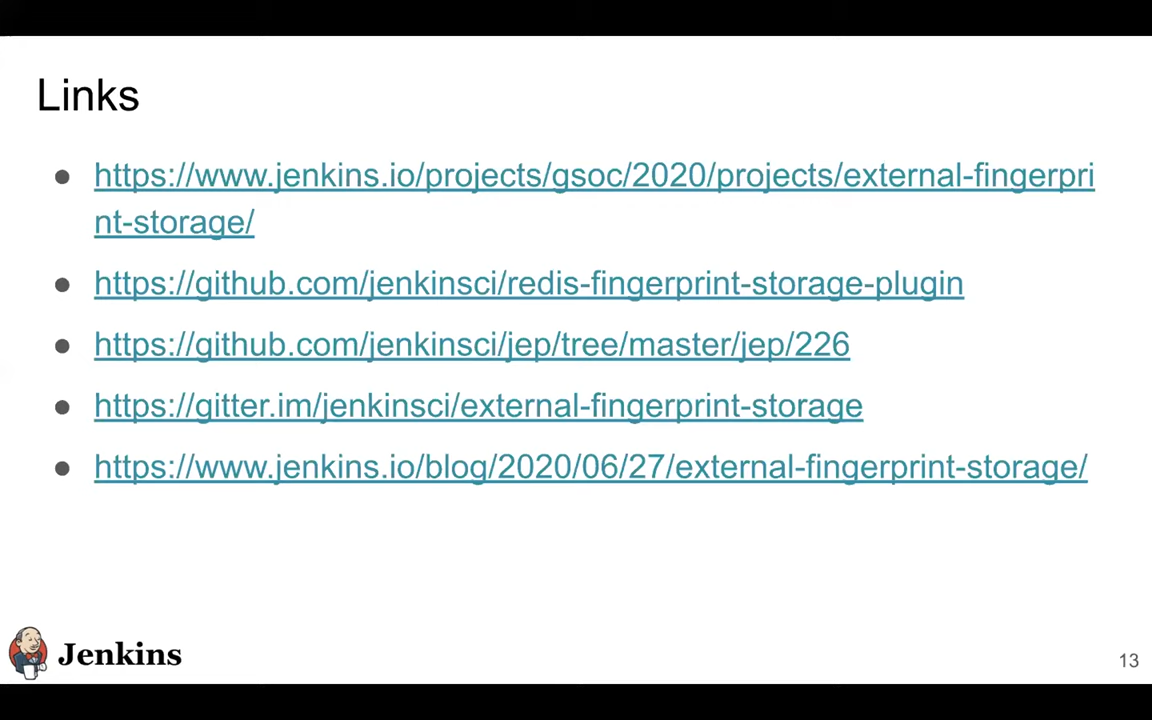 Links
● https://www.jenkins.io/projects/gsoc/2020/projects/external-fingerpri
nt-storage/
● https://github.com/jenkinsci/redis-fingerprint-storage-plugin
● https://github.com/jenkinsci/jep/tree/master/jep/226
● https://gitter.im/jenkinsci/external-fingerprint-storage
● https://www.jenkins.io/blog/2020/06/27/external-fingerprint-storage/
Jenkins
13